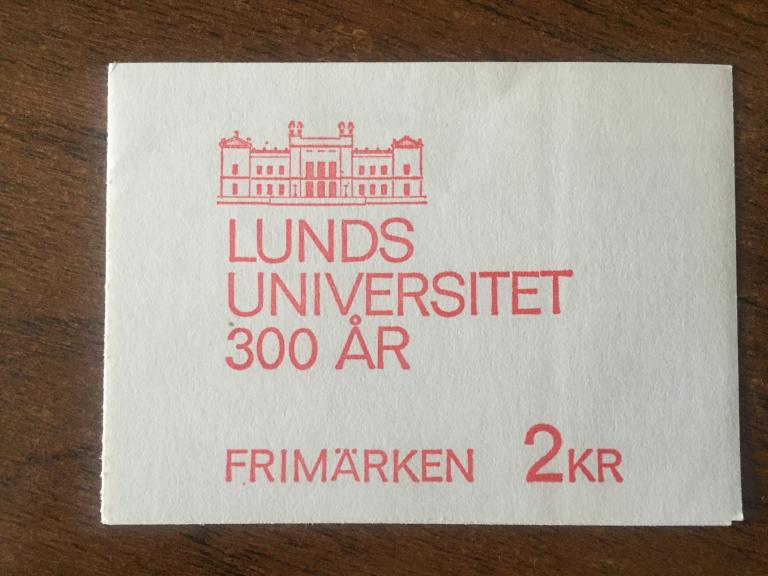 LUNDS
UNIVERSITET
300 ÅR
FRIMÄRKEN 2KR